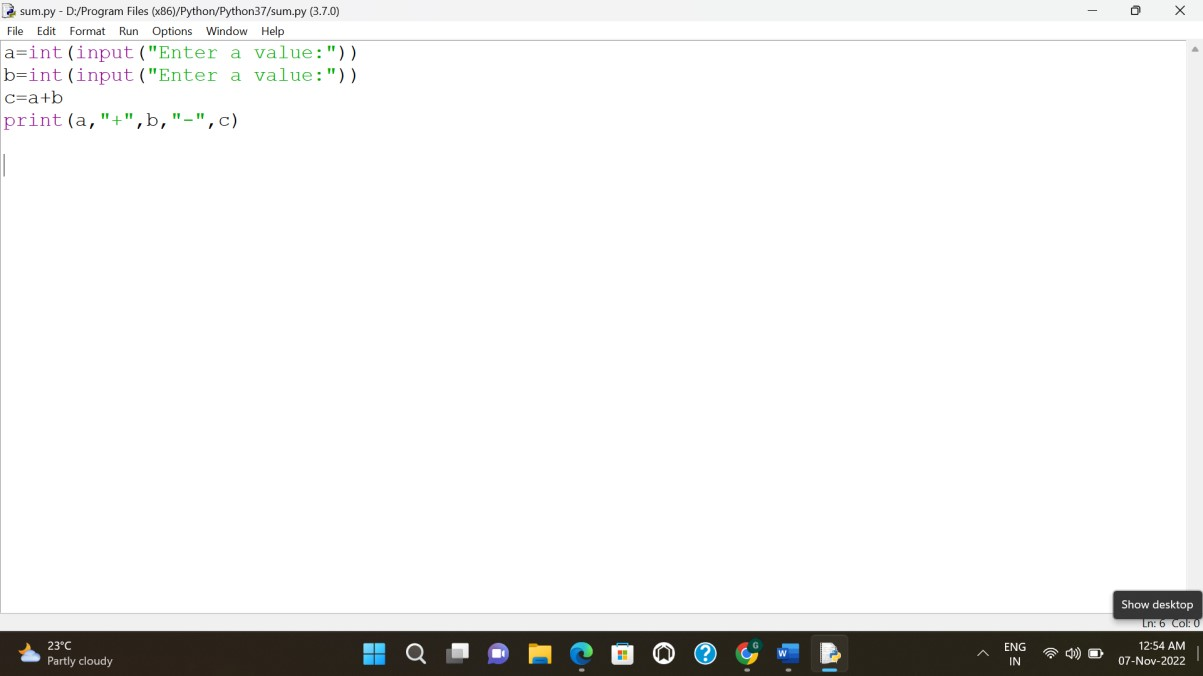 sum.py - D:/Program Files (x86)/Python/Python37/sum.py (3.7.0)
File Edit Format Run Options Window Help
a=int(input("Enter a value:"))
b=int(input("Enter a value:"))
c=a+b
print(a,"+",b,"-",c)
Show desktop
Ln: 6 Col: 0
23°C
Partly cloudy
W
G
ENG
IN
12:54 AM
07-Nov-2022